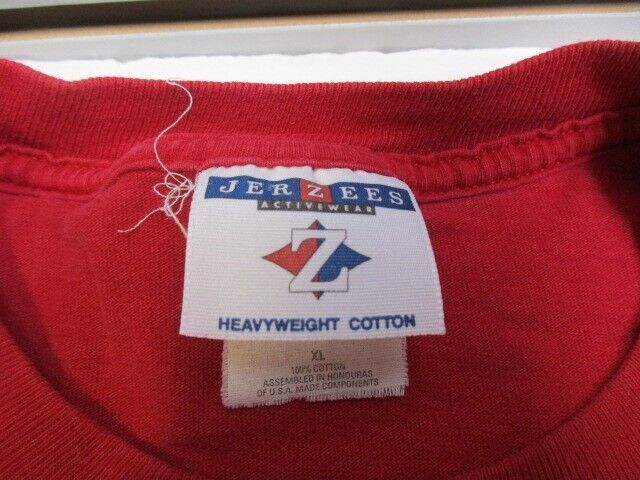 JERZEES
ACTIVEWEAR
Z
HEAVYWEIGHT COTTON
XL
100% COTTON
ASSEMBLED IN HONDURAS
OF U.S.A. MADE COMPONENTS